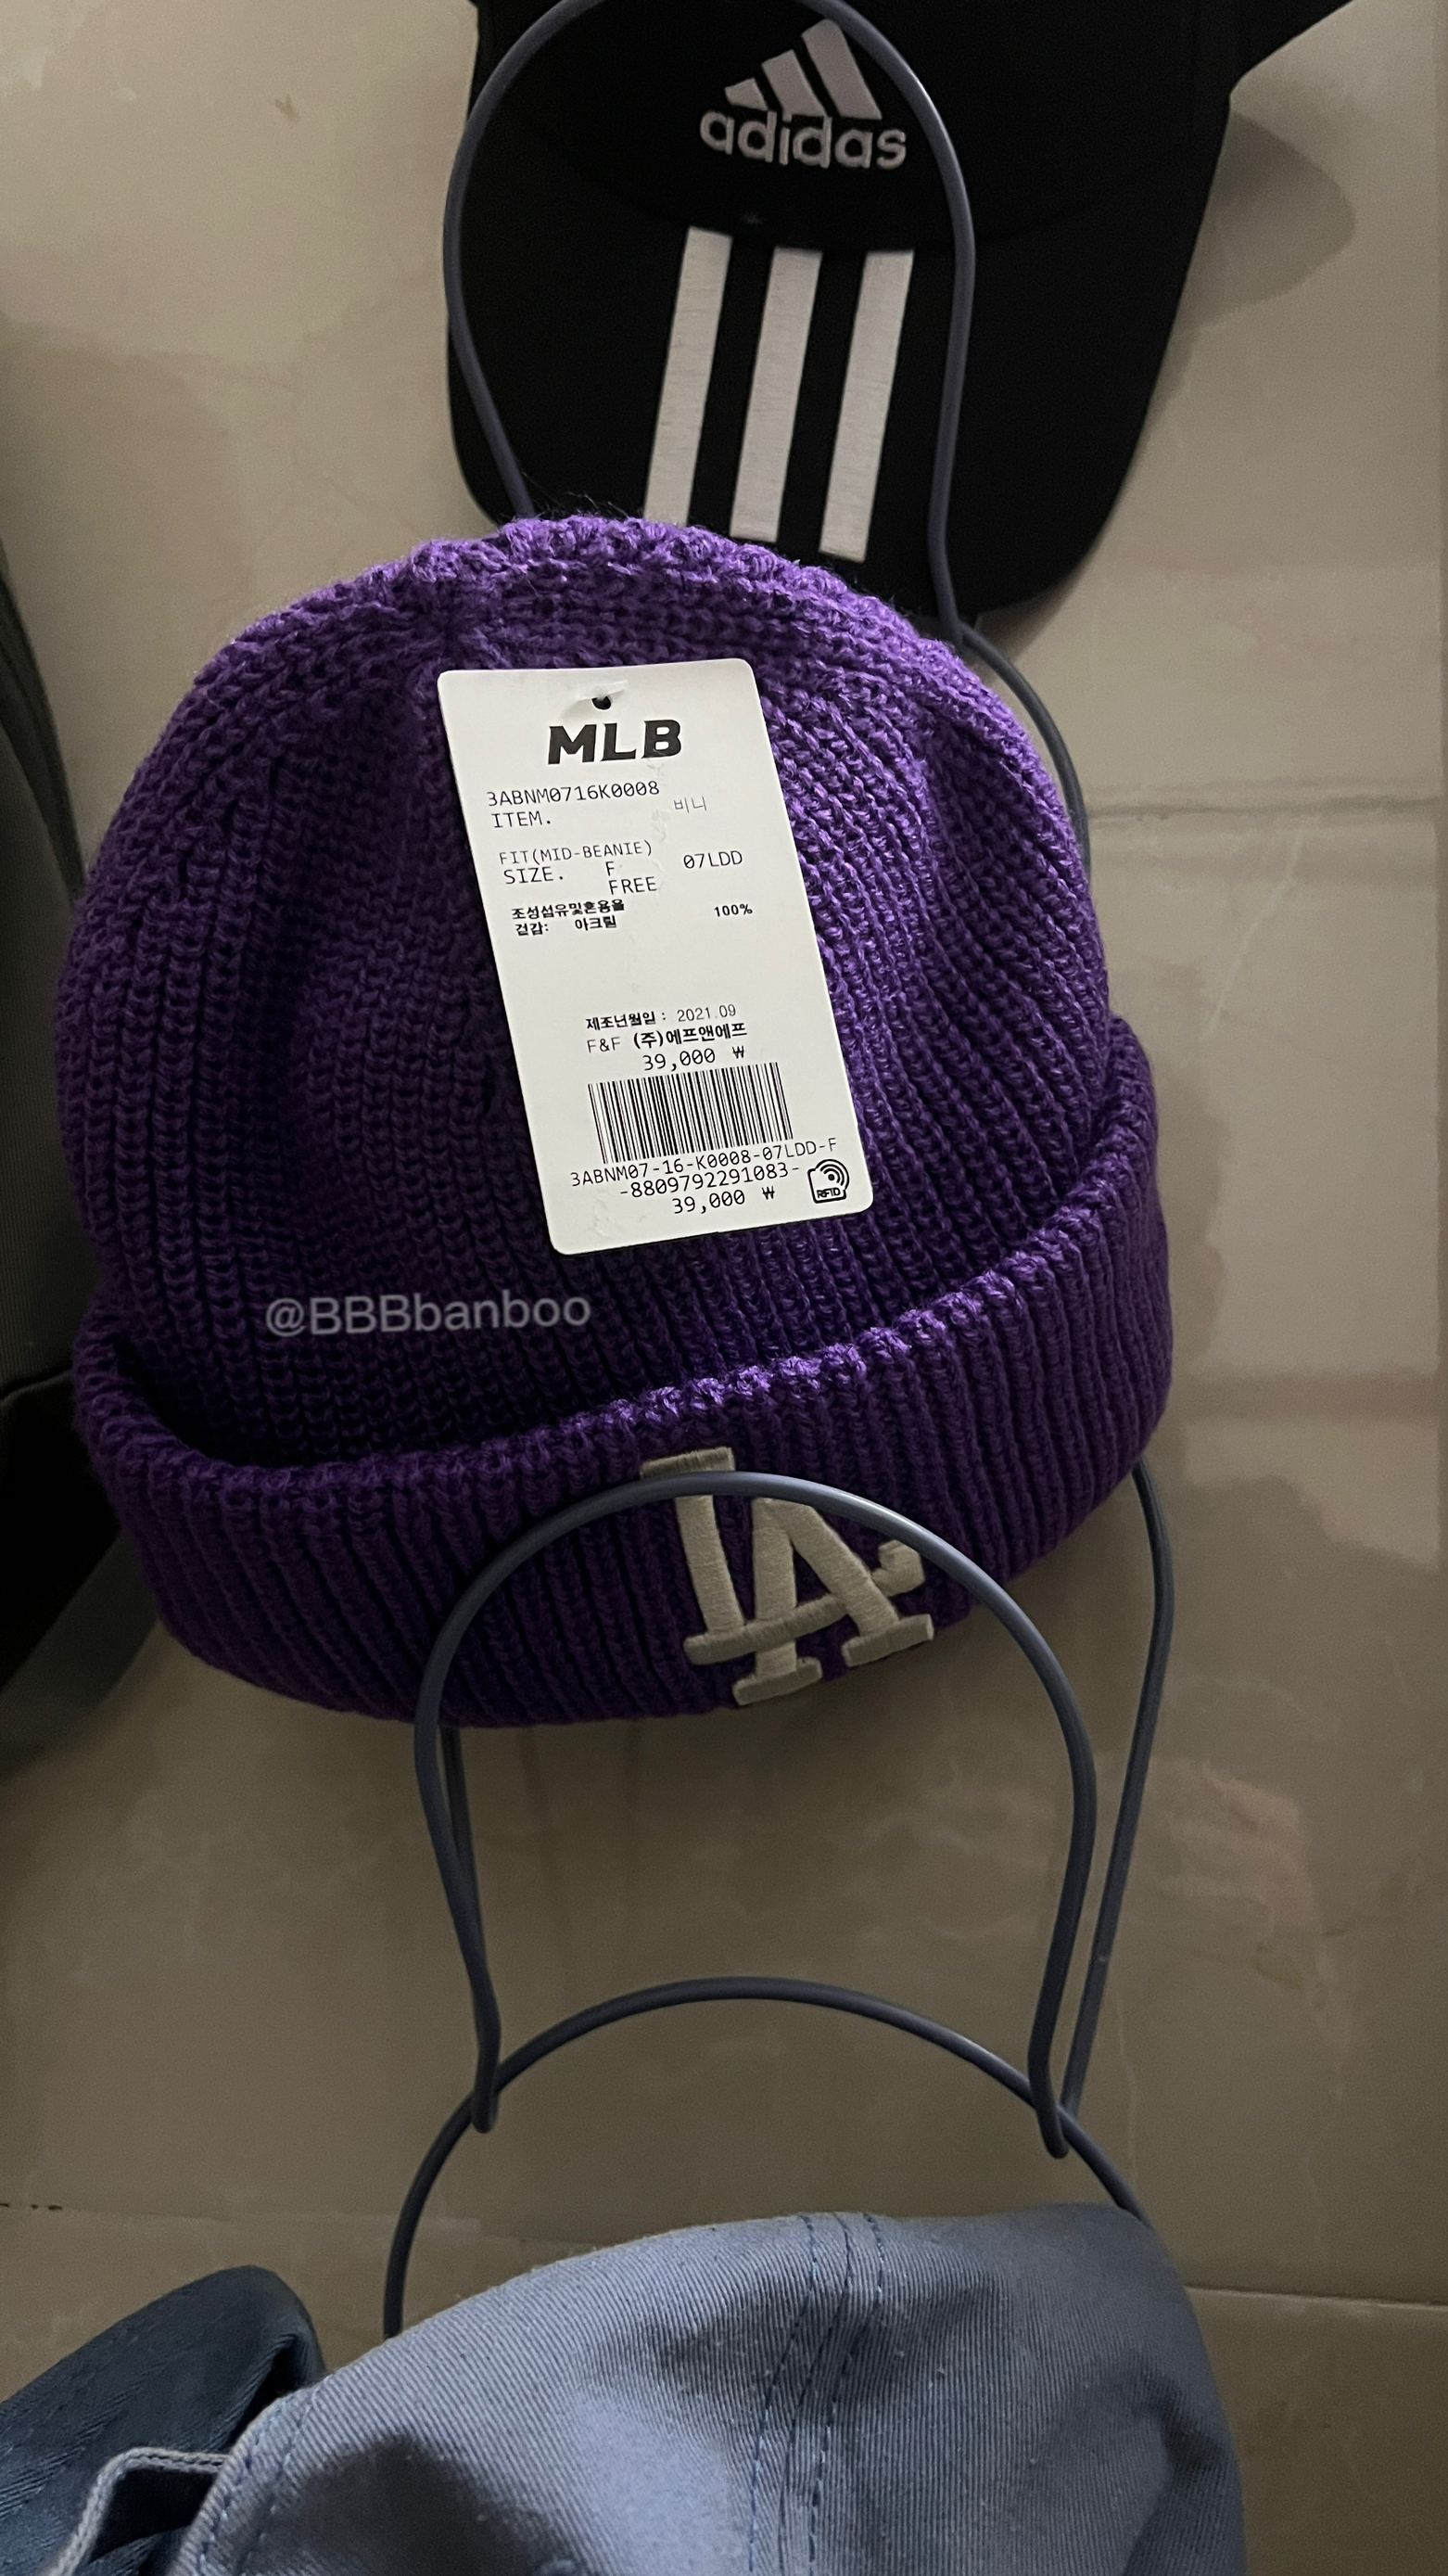 adidas
MLB
3ABNM0716K0008
ITEM. 비니
FIT(MID-BEANIE)
SIZE. F 07LDD
FREE
조성섬유및혼용율
겉감: 아크릴 100%
제조년월일 : 2021.09
F&F (주)에프앤에프
39,000 ₩
3ABNM07-16-K0008-07LDD-F
-8809792291083-
39,000 ₩
RFID
@BBBbanboo
LA